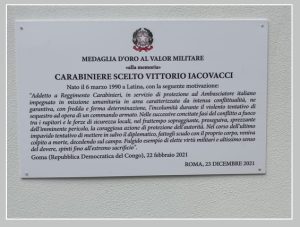 MEDAGLIA D'ORO AL VALOR MILITARE
«alla memoria»
CARABINIERE SCELTO VITTORIO IACOVACCI
Nato il 6 marzo 1990 a Latina, con la seguente motivazione:
"Addetto a Reggimento Carabinieri, in servizio di protezione ad Ambasciatore italiano
impegnato in missione umanitaria in area caratterizzata da intensa conflittualità, ne
garantiva, con freddo e ferma determinazione, l'incolumità durante il violento tentativo di
sequestro ad opera di un commando armato. Nelle successive concitate fasi del conflitto a fuoco
tra i rapitori e le forze di sicurezza locali, nel frattempo sopraggiunte, proseguiva, sprezzante
dell'imminente pericolo, la coraggiosa azione di protezione dell'autorità. Nel corso dell'ultimo
impavido tentativo di mettere in salvo il diplomatico, fattogli scudo con il proprio corpo, veniva
colpito a morte, decedendo sul campo. Fulgido esempio di elette virtù militari e altissimo senso
del dovere, spinti fino all'estremo sacrificio".
Goma (Repubblica Democratica del Congo), 22 febbraio 2021
ROMA, 23 DICEMBRE 2021